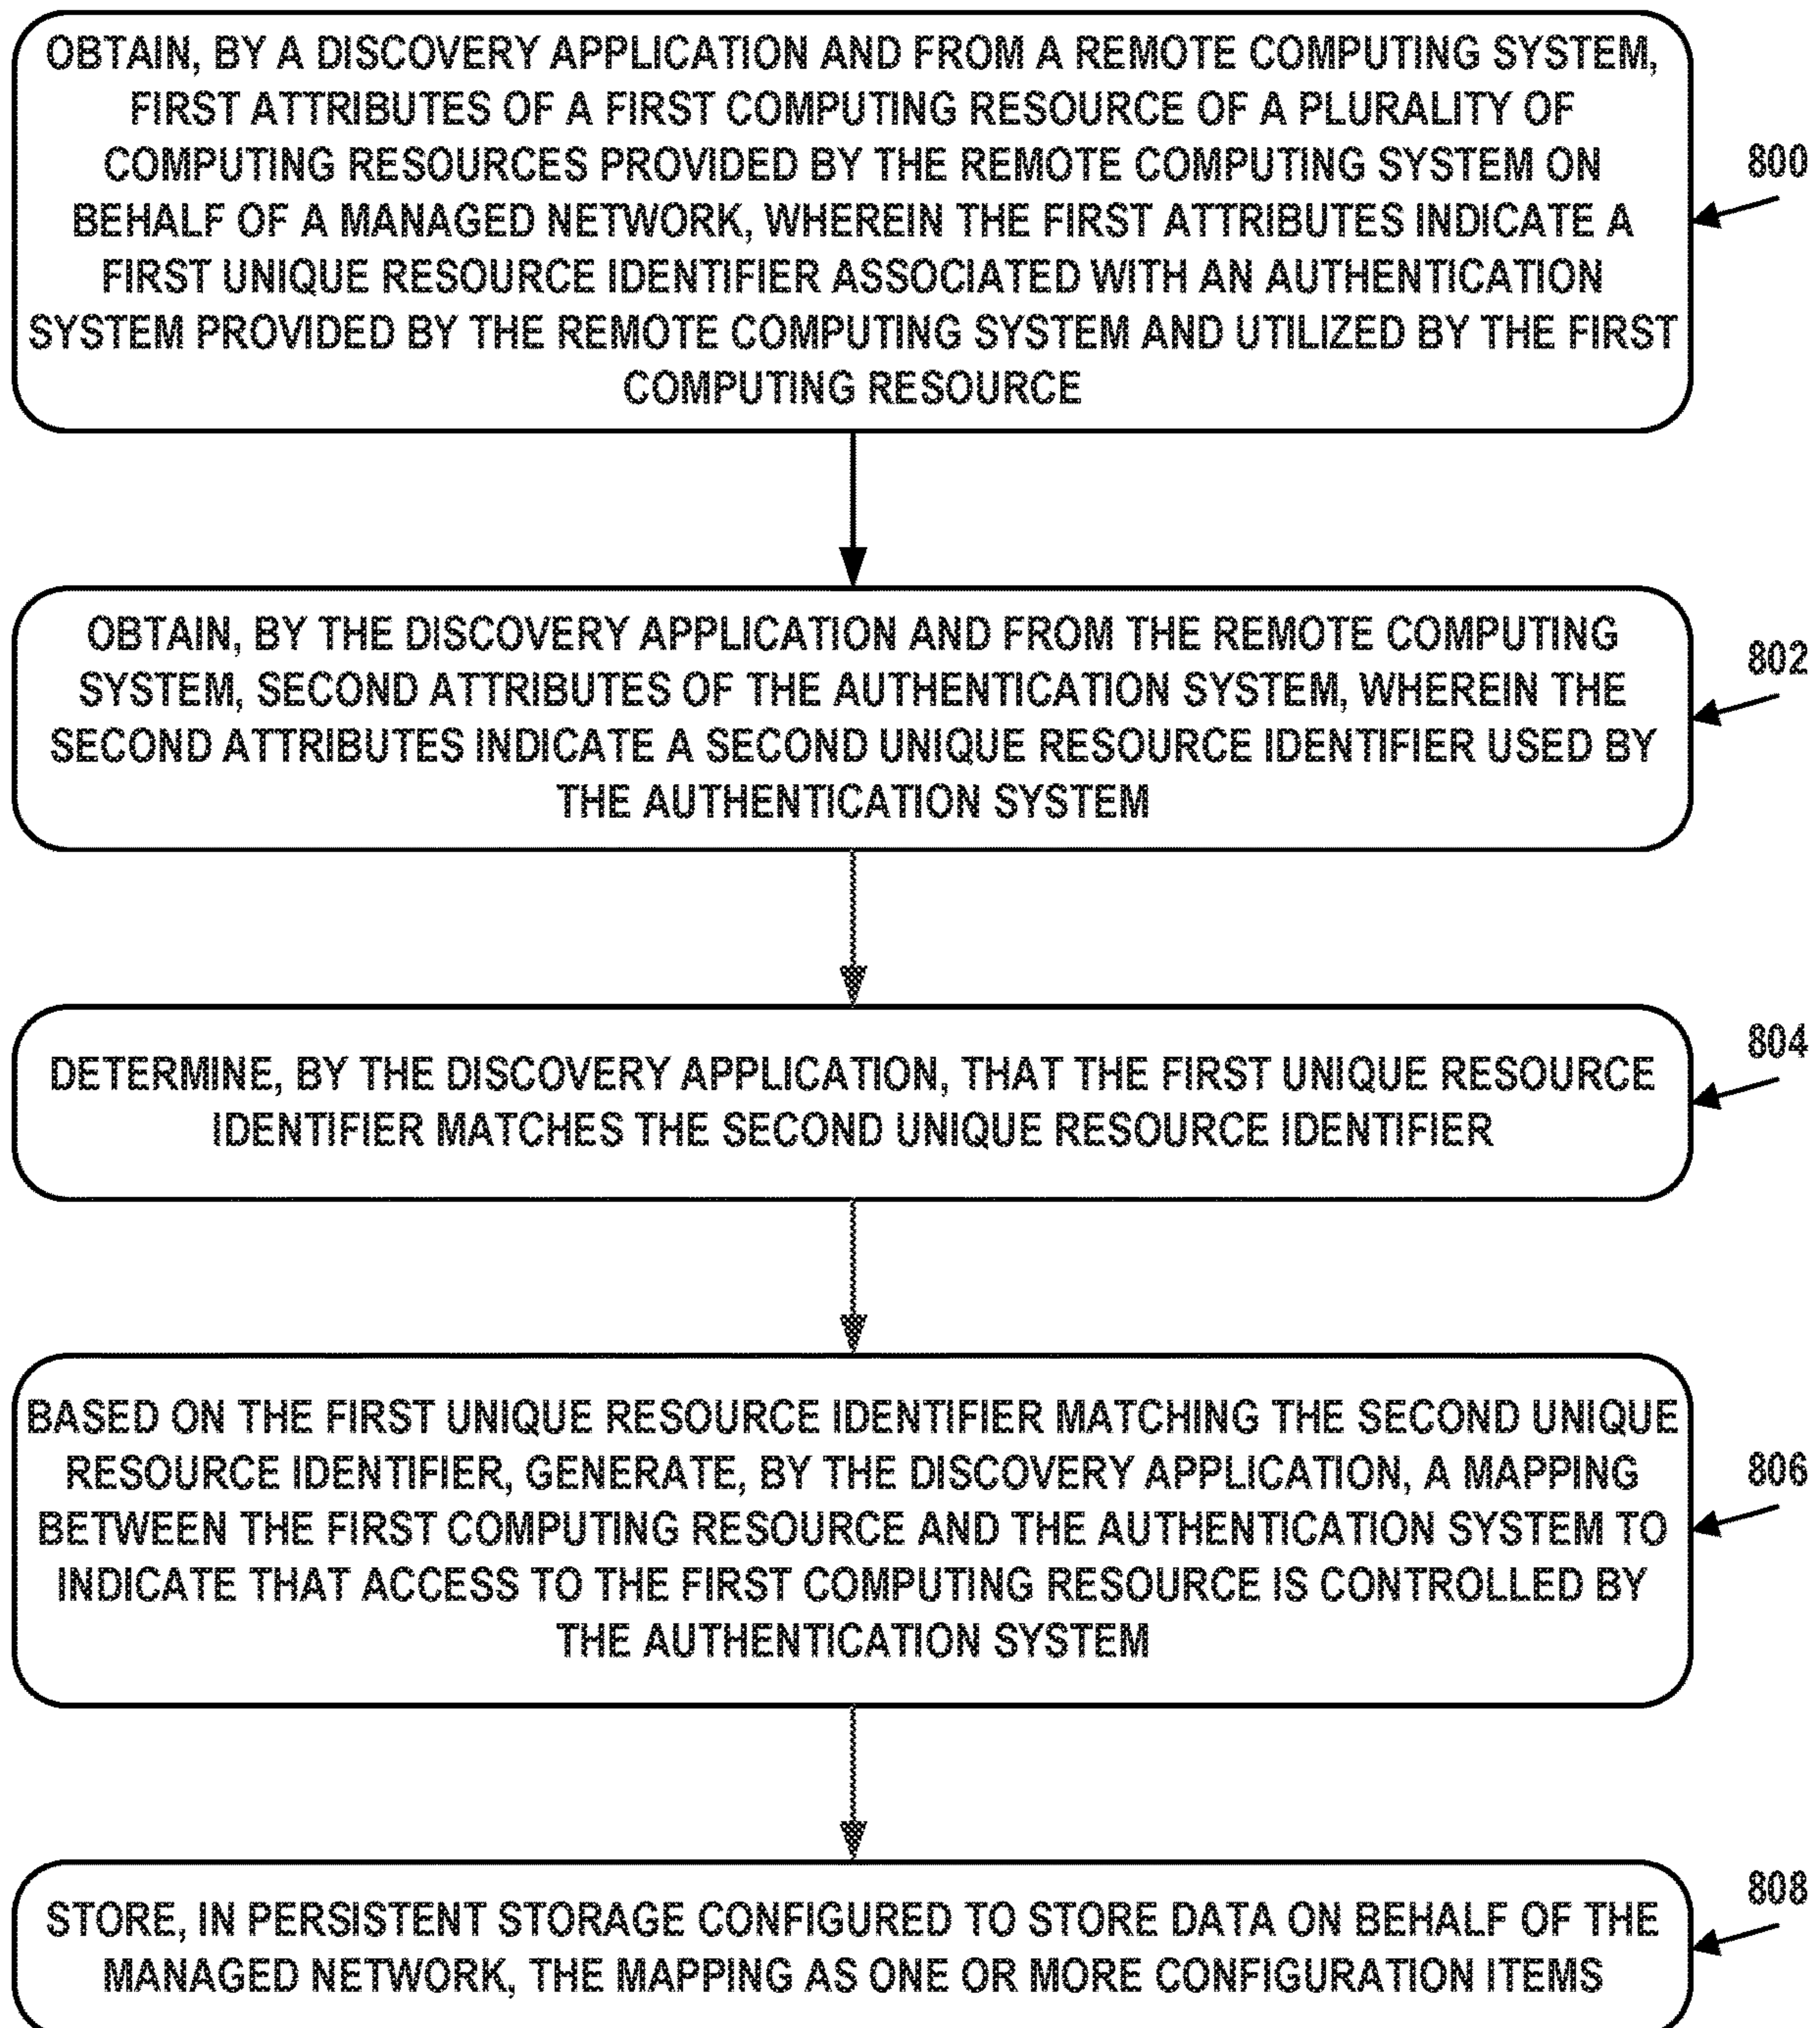 OBTAIN, BY A DISCOVERY APPLICATION AND FROM A REMOTE COMPUTING SYSTEM,
FIRST ATTRIBUTES OF A FIRST COMPUTING RESOURCE OF A PLURALITY OF
COMPUTING RESOURCES PROVIDED BY THE REMOTE COMPUTING SYSTEM ON
BEHALF OF A MANAGED NETWORK, WHEREIN THE FIRST ATTRIBUTES INDICATE A
FIRST UNIQUE RESOURCE IDENTIFIER ASSOCIATED WITH AN AUTHENTICATION
SYSTEM PROVIDED BY THE REMOTE COMPUTING SYSTEM AND UTILIZED BY THE FIRST
COMPUTING RESOURCE
800
OBTAIN, BY THE DISCOVERY APPLICATION AND FROM THE REMOTE COMPUTING
SYSTEM, SECOND ATTRIBUTES OF THE AUTHENTICATION SYSTEM, WHEREIN THE
SECOND ATTRIBUTES INDICATE A SECOND UNIQUE RESOURCE IDENTIFIER USED BY
THE AUTHENTICATION SYSTEM
802
DETERMINE, BY THE DISCOVERY APPLICATION, THAT THE FIRST UNIQUE RESOURCE
IDENTIFIER MATCHES THE SECOND UNIQUE RESOURCE IDENTIFIER
804
BASED ON THE FIRST UNIQUE RESOURCE IDENTIFIER MATCHING THE SECOND UNIQUE
RESOURCE IDENTIFIER, GENERATE, BY THE DISCOVERY APPLICATION, A MAPPING
BETWEEN THE FIRST COMPUTING RESOURCE AND THE AUTHENTICATION SYSTEM TO
INDICATE THAT ACCESS TO THE FIRST COMPUTING RESOURCE IS CONTROLLED BY
THE AUTHENTICATION SYSTEM
806
STORE, IN PERSISTENT STORAGE CONFIGURED TO STORE DATA ON BEHALF OF THE
MANAGED NETWORK, THE MAPPING AS ONE OR MORE CONFIGURATION ITEMS
808